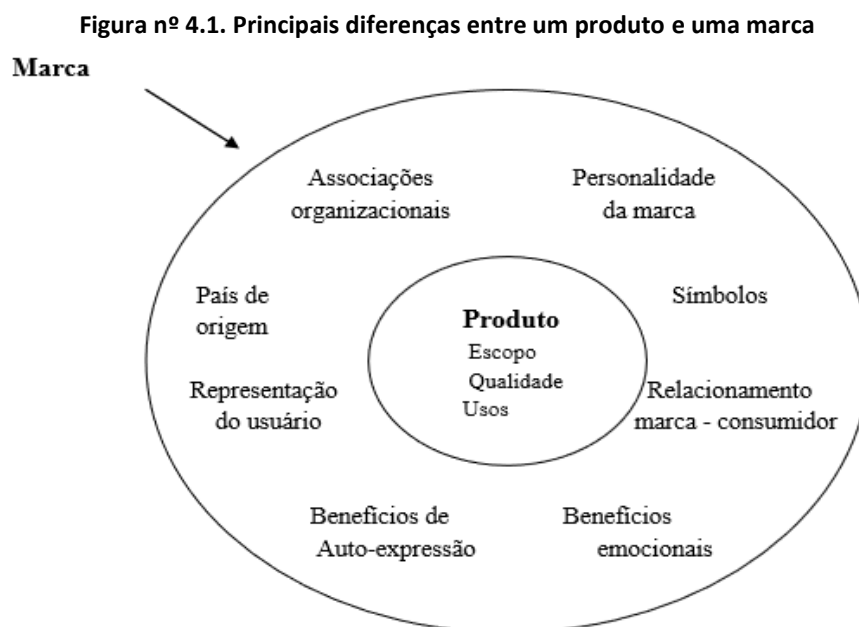 Figura nº 4.1. Principais diferenças entre um produto e uma marca
Marca
Associações
organizacionais
Personalidade
da marca
País de
origem
Produto
Escopo
Qualidade
Usos
Símbolos
Representação
do usuário
Relacionamento
marca - consumidor
Benefícios de
Auto-expressão
Benefícios
emocionais